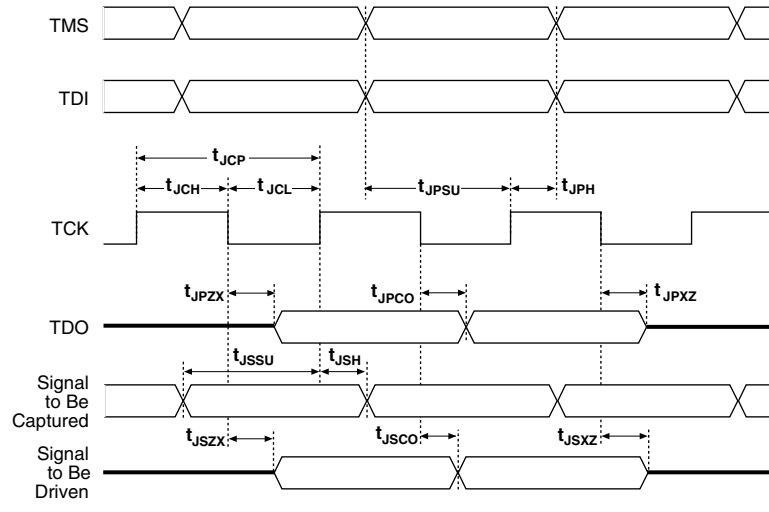 TMS
TDI
tJCP
tJCH
tJCL
tJPSU
tJPH
TCK
tJPZX
tJPCO
tJPXZ
TDO
tJSSU
tJSH
Signal
to Be
Captured
tJSZX
tJSCO
tJSXZ
Signal
to Be
Driven